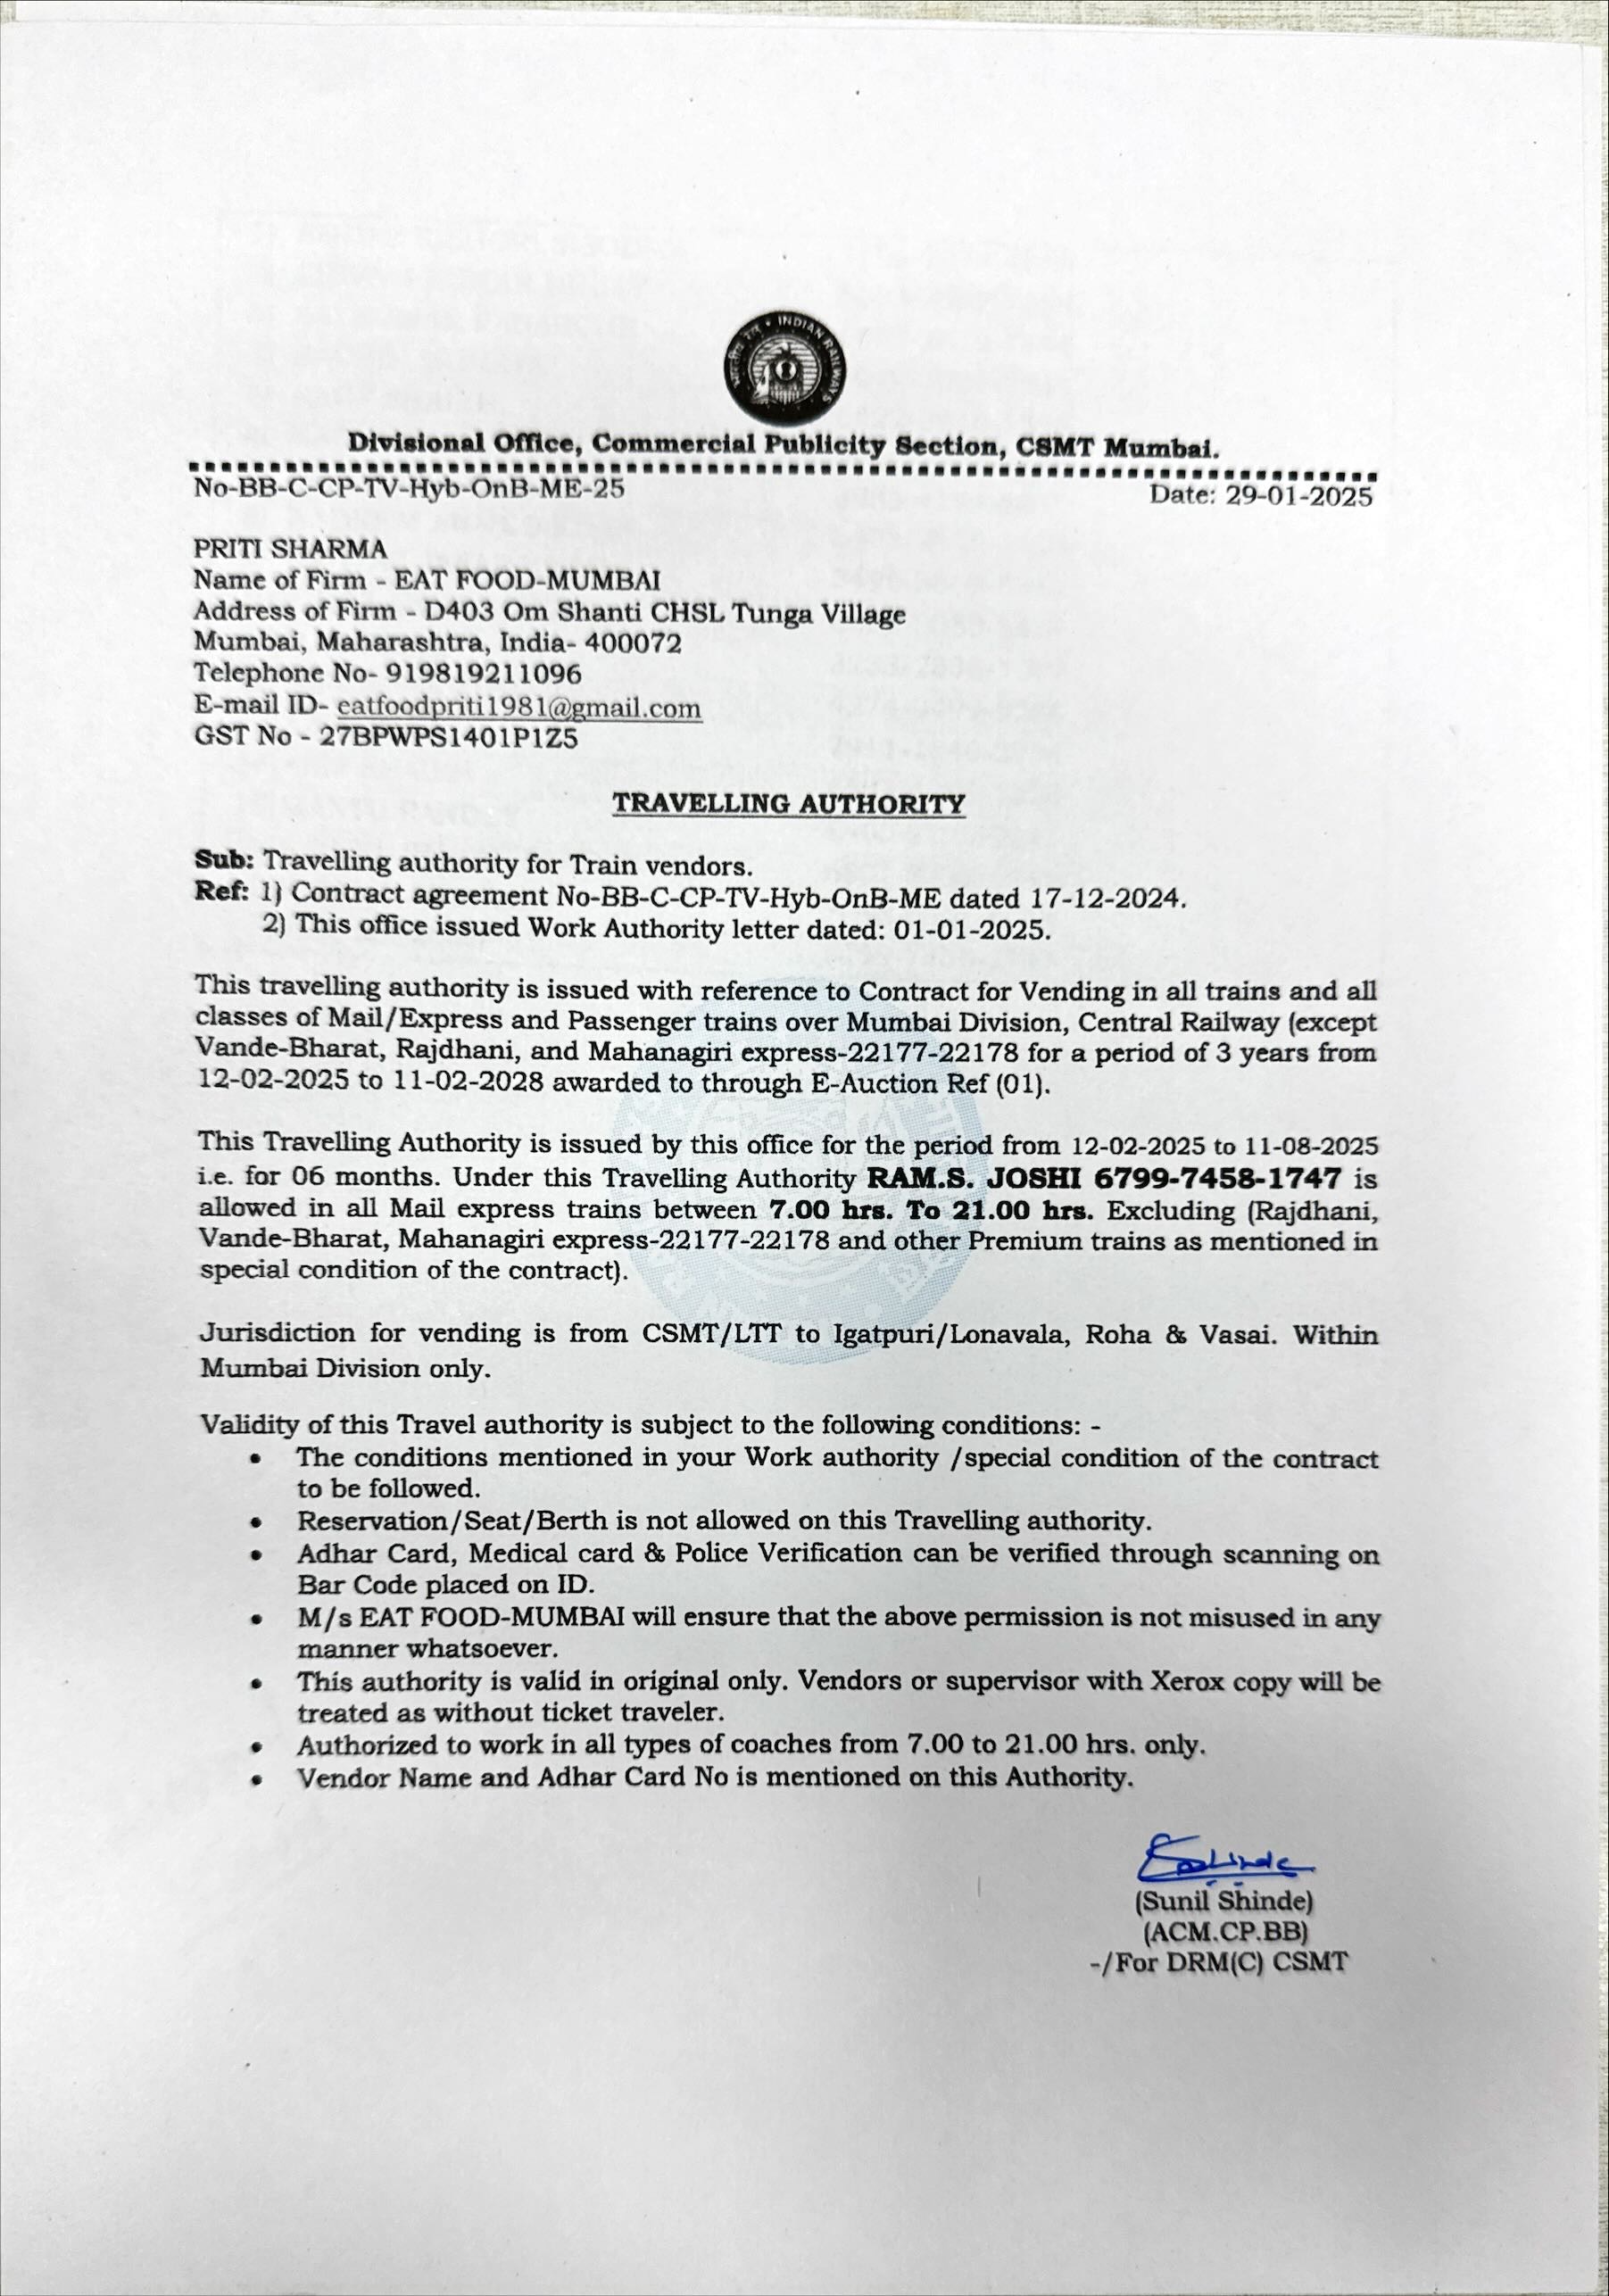 भारतीय रेल • INDIAN RAILWAYS
Divisional Office, Commercial Publicity Section, CSMT Mumbai.
No-BB-C-CP-TV-Hyb-OnB-ME-25 Date: 29-01-2025
PRITI SHARMA
Name of Firm - EAT FOOD-MUMBAI
Address of Firm - D403 Om Shanti CHSL Tunga Village
Mumbai, Maharashtra, India- 400072
Telephone No- 919819211096
E-mail ID- eatfoodpriti1981@gmail.com
GST No - 27BPWPS1401P1Z5
TRAVELLING AUTHORITY
Sub: Travelling authority for Train vendors.
Ref: 1) Contract agreement No-BB-C-CP-TV-Hyb-OnB-ME dated 17-12-2024.
2) This office issued Work Authority letter dated: 01-01-2025.
This travelling authority is issued with reference to Contract for Vending in all trains and all
classes of Mail/Express and Passenger trains over Mumbai Division, Central Railway (except
Vande-Bharat, Rajdhani, and Mahanagiri express-22177-22178 for a period of 3 years from
12-02-2025 to 11-02-2028 awarded to through E-Auction Ref (01).
This Travelling Authority is issued by this office for the period from 12-02-2025 to 11-08-2025
i.e. for 06 months. Under this Travelling Authority RAM.S. JOSHI 6799-7458-1747 is
allowed in all Mail express trains between 7.00 hrs. To 21.00 hrs. Excluding (Rajdhani,
Vande-Bharat, Mahanagiri express-22177-22178 and other Premium trains as mentioned in
special condition of the contract).
Jurisdiction for vending is from CSMT/LTT to Igatpuri/Lonavala, Roha & Vasai. Within
Mumbai Division only.
Validity of this Travel authority is subject to the following conditions: -
• The conditions mentioned in your Work authority /special condition of the contract
to be followed.
• Reservation/Seat/Berth is not allowed on this Travelling authority.
• Adhar Card, Medical card & Police Verification can be verified through scanning on
Bar Code placed on ID.
• M/s EAT FOOD-MUMBAI will ensure that the above permission is not misused in any
manner whatsoever.
• This authority is valid in original only. Vendors or supervisor with Xerox copy will be
treated as without ticket traveler.
• Authorized to work in all types of coaches from 7.00 to 21.00 hrs. only.
• Vendor Name and Adhar Card No is mentioned on this Authority.
(Sunil Shinde)
(ACM.CP.BB)
-/For DRM(C) CSMT